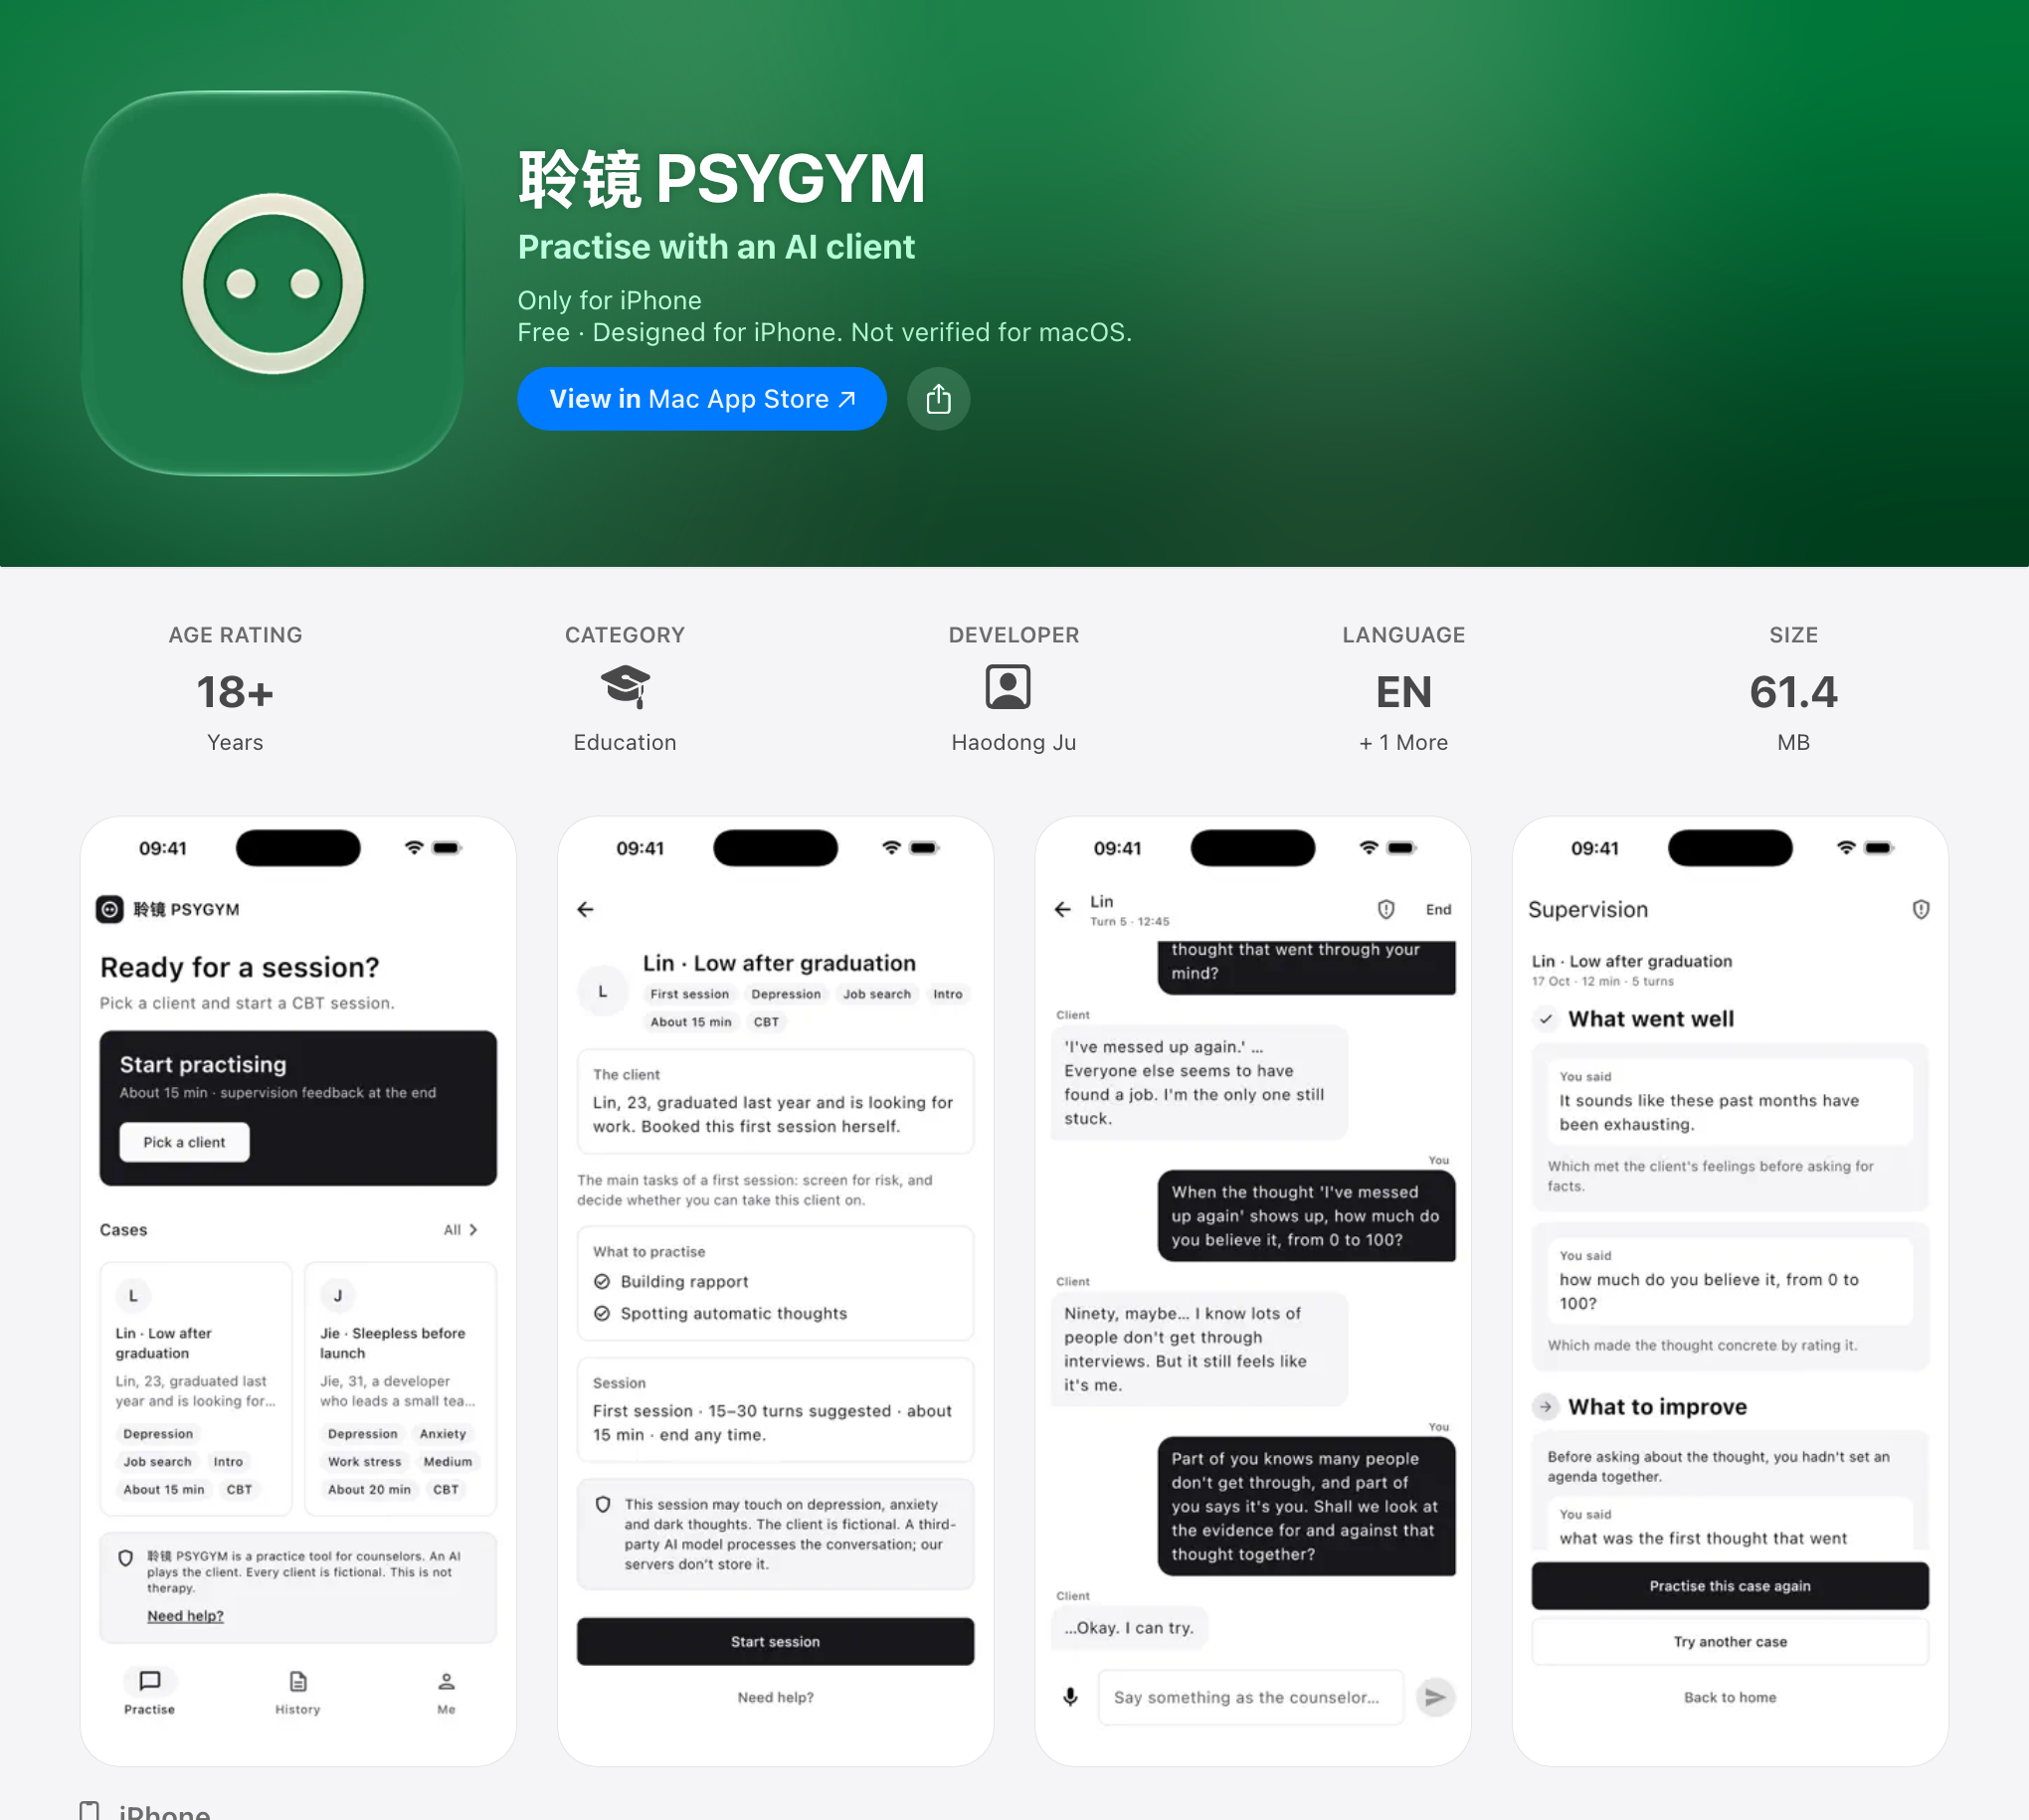 聆镜 PSYGYM
Practise with an AI client
Only for iPhone
Free · Designed for iPhone. Not verified for macOS.
View in Mac App Store ↗
AGE RATING
18+
Years
CATEGORY
Education
DEVELOPER
Haodong Ju
LANGUAGE
EN
+ 1 More
SIZE
61.4
MB
09:41
聆镜 PSYGYM
Ready for a session?
Pick a client and start a CBT session.
Start practising
About 15 min · supervision feedback at the end
Pick a client
Cases
All
L
Lin · Low after
graduation
Lin, 23, graduated last
year and is looking for…
Depression
Job search
Intro
About 15 min
CBT
J
Jie · Sleepless before
launch
Jie, 31, a developer
who leads a small tea…
Depression
Anxiety
Work stress
Medium
About 20 min
CBT
聆镜 PSYGYM is a practice tool for counselors. An AI
plays the client. Every client is fictional. This is not
therapy.
Need help?
Practise
History
Me
09:41
L
Lin · Low after graduation
First session
Depression
Job search
Intro
About 15 min
CBT
The client
Lin, 23, graduated last year and is looking for
work. Booked this first session herself.
The main tasks of a first session: screen for risk, and
decide whether you can take this client on.
What to practise
Building rapport
Spotting automatic thoughts
Session
First session · 15–30 turns suggested · about
15 min · end any time.
This session may touch on depression, anxiety
and dark thoughts. The client is fictional. A third-
party AI model processes the conversation; our
servers don't store it.
Start session
Need help?
09:41
Lin
Turn 5 · 12:45
End
thought that went through your
mind?
Client
'I've messed up again.' …
Everyone else seems to have
found a job. I'm the only one still
stuck.
You
When the thought 'I've messed
up again' shows up, how much do
you believe it, from 0 to 100?
Client
Ninety, maybe… I know lots of
people don't get through
interviews. But it still feels like
it's me.
You
Part of you knows many people
don't get through, and part of
you says it's you. Shall we look at
the evidence for and against that
thought together?
Client
…Okay. I can try.
Say something as the counselor…
09:41
Supervision
Lin · Low after graduation
17 Oct · 12 min · 5 turns
What went well
You said
It sounds like these past months have
been exhausting.
Which met the client's feelings before asking for
facts.
You said
how much do you believe it, from 0 to
100?
Which made the thought concrete by rating it.
What to improve
Before asking about the thought, you hadn't set an
agenda together.
You said
what was the first thought that went
Practise this case again
Try another case
Back to home
iPhone